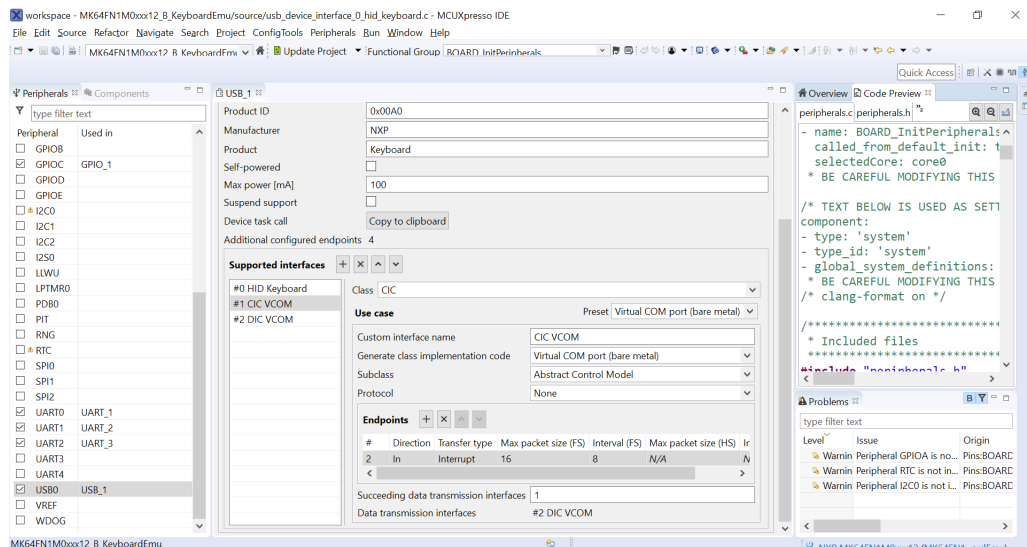 workspace - MK64FN1M0xxx12_B_KeyboardEmu/source/usb_device_interface_0_hid_keyboard.c - MCUXpresso IDE
File Edit Source Refactor Navigate Search Project ConfigTools Peripherals Run Window Help
MK64FN1M0xxx12_B_KeyboardEmu Update Project Functional Group BOARD_InitPeripherals
Quick Access
Peripherals Components
type filter text
Peripheral Used in
GPIOB
GPIOC GPIO_1
GPIOD
GPIOE
I2C0
I2C1
I2C2
I2S0
LLWU
LPTMR0
PDB0
PIT
RNG
RTC
SPI0
SPI1
SPI2
UART0 UART_1
UART1 UART_2
UART2 UART_3
UART3
UART4
USB0 USB_1
VREF
WDOG
USB_1
Product ID 0x00A0
Manufacturer NXP
Product Keyboard
Self-powered
Max power [mA] 100
Suspend support
Device task call Copy to clipboard
Additional configured endpoints 4
Supported interfaces
#0 HID Keyboard
#1 CIC VCOM
#2 DIC VCOM
Class CIC
Use case Preset Virtual COM port (bare metal)
Custom interface name CIC VCOM
Generate class implementation code Virtual COM port (bare metal)
Subclass Abstract Control Model
Protocol None
Endpoints
# Direction Transfer type Max packet size (FS) Interval (FS) Max packet size (HS) Ir
2 In Interrupt 16 8 N/A N
Succeeding data transmission interfaces 1
Data transmission interfaces #2 DIC VCOM
Overview Code Preview
peripherals.c peripherals.h
- name: BOARD_InitPeripherals
called_from_default_init: t
selectedCore: core0
* BE CAREFUL MODIFYING THIS
/* TEXT BELOW IS USED AS SETT
component:
- type: 'system'
- type_id: 'system'
- global_system_definitions:
* BE CAREFUL MODIFYING THIS
/* clang-format on */
/****************************
* Included files
****************************
#include "peripherals.h"
Problems
type filter text
Level Issue Origin
Warnin Peripheral GPIOA is no... Pins:BOARD
Warnin Peripheral RTC is not in... Pins:BOARD
Warnin Peripheral I2C0 is not i... Pins:BOARD
MK64FN1M0xxx12_B_KeyboardEmu